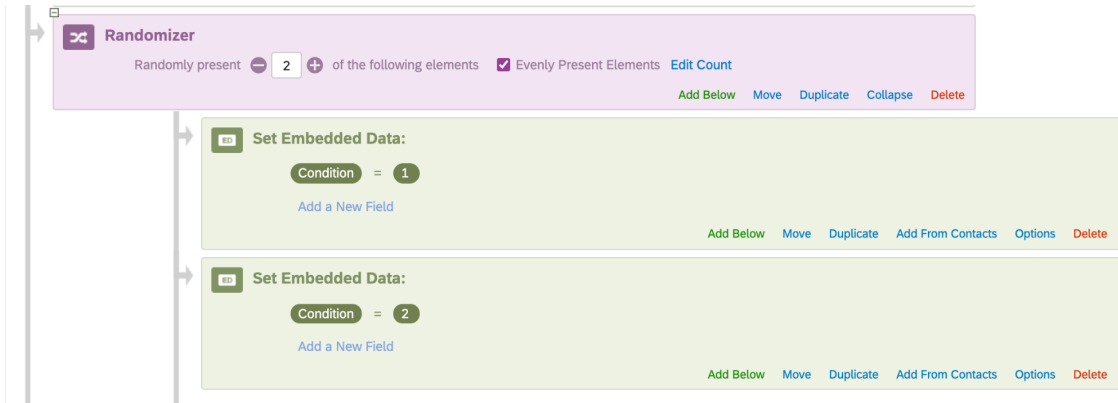 Randomizer
Randomly present 2 of the following elements Evenly Present Elements Edit Count
Add Below Move Duplicate Collapse Delete
ED Set Embedded Data:
Condition = 1
Add a New Field
Add Below Move Duplicate Add From Contacts Options Delete
ED Set Embedded Data:
Condition = 2
Add a New Field
Add Below Move Duplicate Add From Contacts Options Delete